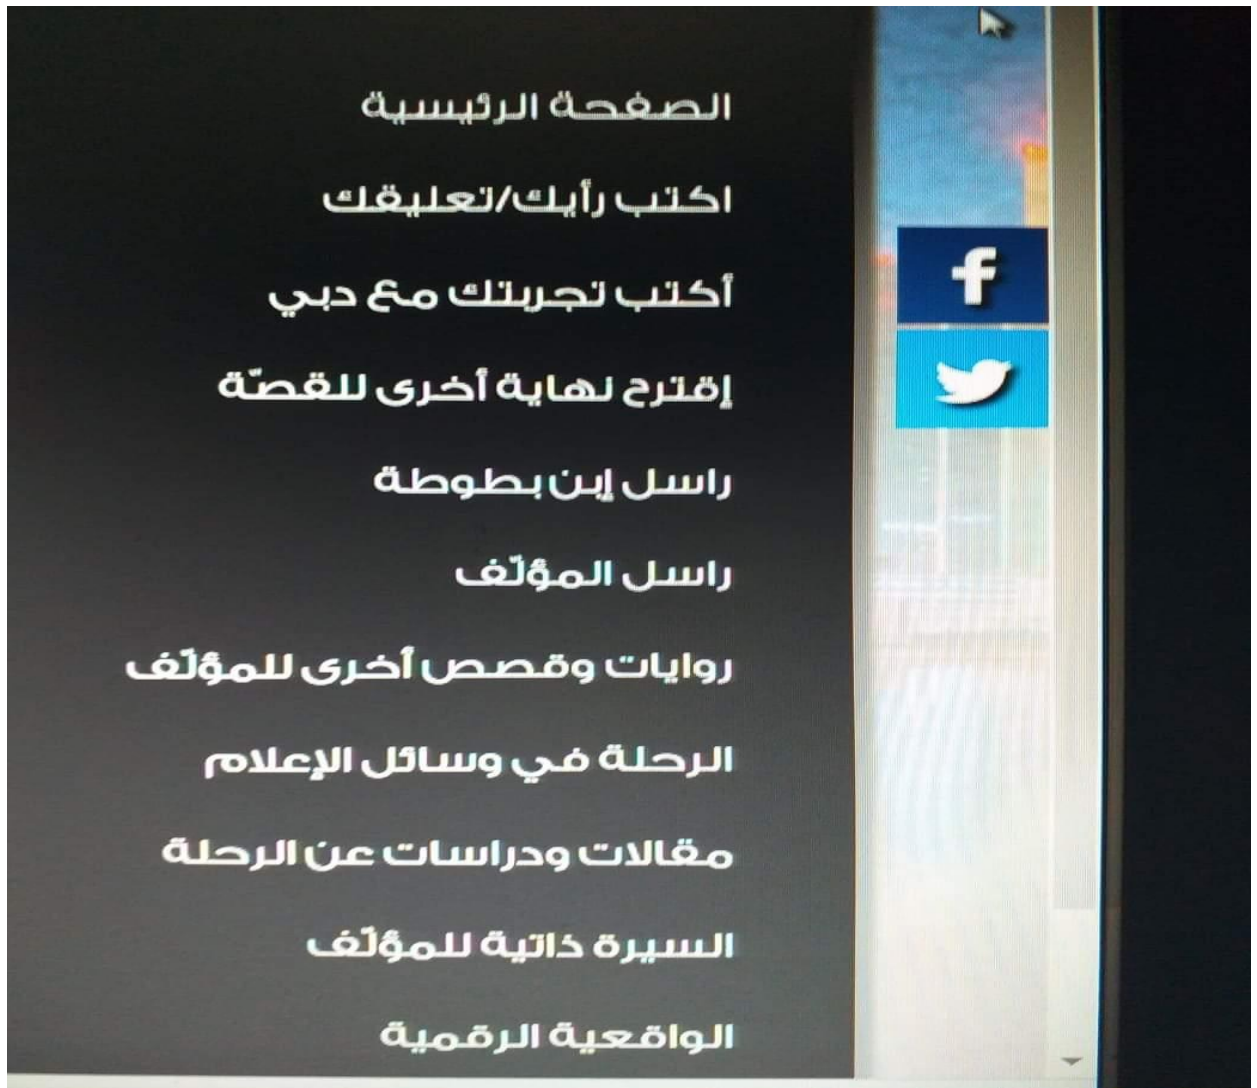 الصفحة الرئيسية
اكتب رأيك/تعليقك
أكتب تجربتك مع دبي
إقترح نهاية أخرى للقصّة
راسل إبن بطوطة
راسل المؤلّف
روايات وقصص أخرى للمؤلّف
الرحلة في وسائل الإعلام
مقالات ودراسات عن الرحلة
السيرة ذاتية للمؤلّف
الواقعية الرقمية